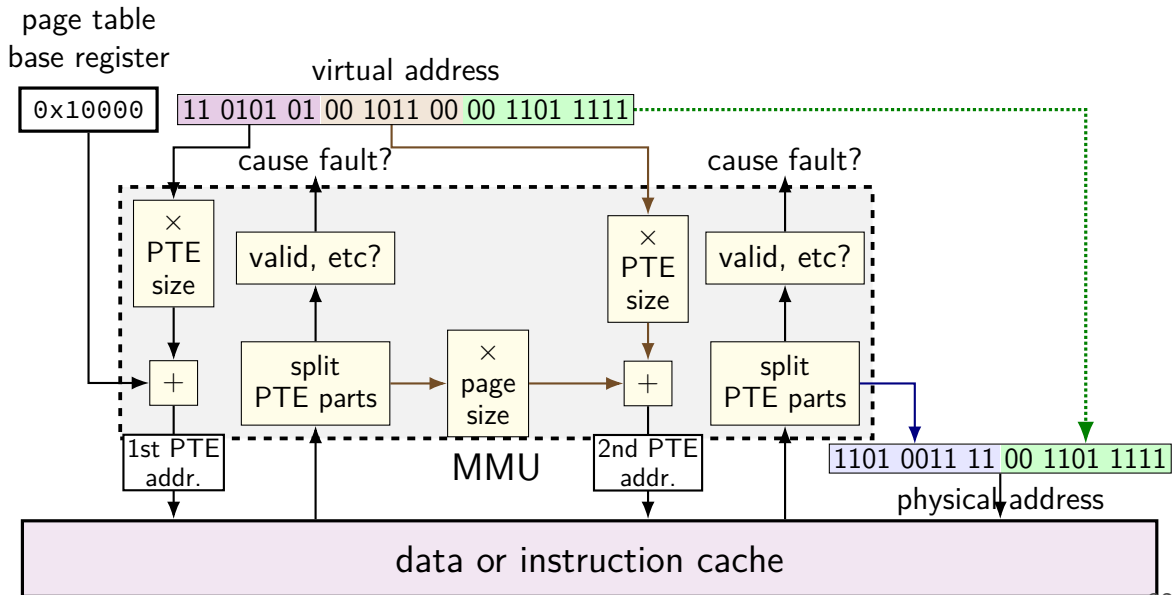 page table
base register
0x10000
virtual address
11 0101 01 00 1011 00 00 1101 1111
cause fault?
cause fault?
×
PTE
size
valid, etc?
×
PTE
size
valid, etc?
+
split
PTE parts
×
page
size
+
split
PTE parts
1st PTE
addr.
MMU
2nd PTE
addr.
1101 0011 11 00 1101 1111
physical address
data or instruction cache